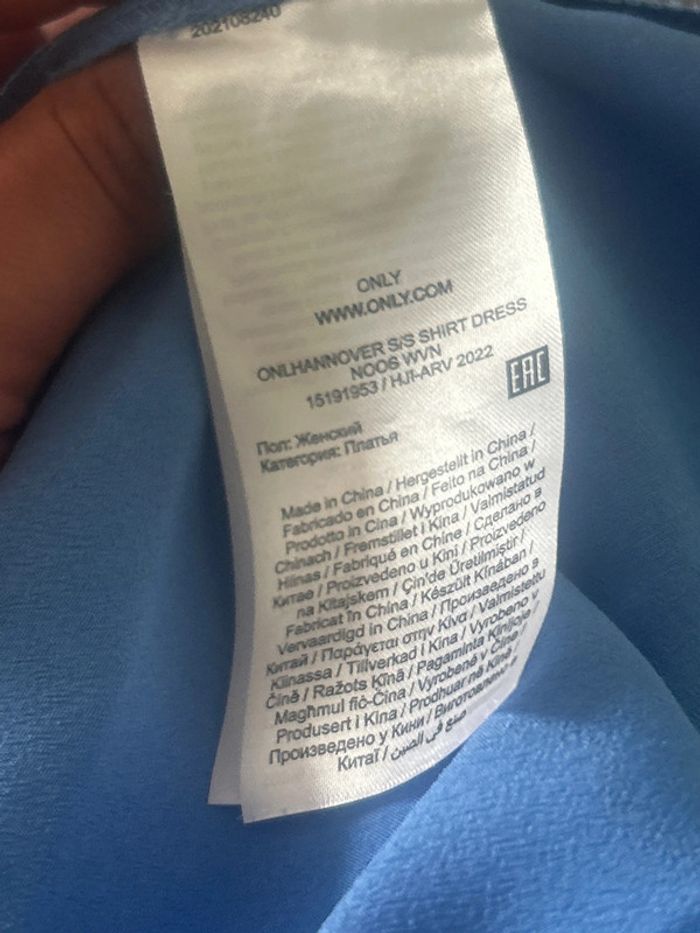 202108240
ONLY
WWW.ONLY.COM
ONLHANNOVER S/S SHIRT DRESS
NOOS WVN
15191953 / HJI-ARV 2022
EAC
Пол: Женский
Категория: Платья
Made in China / Hergestellt in China /
Fabricado en China / Feito na China /
Prodotto in Cina / Wyprodukowano w
Chinach / Fremstillet i Kina / Valmistatud
Hiinas / Fabriqué en Chine / Сделано в
Китае / Proizvedeno u Kini / Proizvedeno
na Kitajskem / Çin'de Üretilmiştir /
Fabricat în China / Készült Kínában /
Vervaardigd in China / Произведено в
Китай / Παράγεται στην Κίνα / Valmistettu
Kiinassa / Tillverkad i Kina / Vyrobeno v
Číně / Ražots Ķīnā / Pagaminta Kinijoje /
Magħmul fiċ-Ċina / Vyrobené v Číne /
Produsert i Kina / Prodhuar në Kinë /
Произведено у Кини / Виготовлено в
Китаї / صنع في الصين